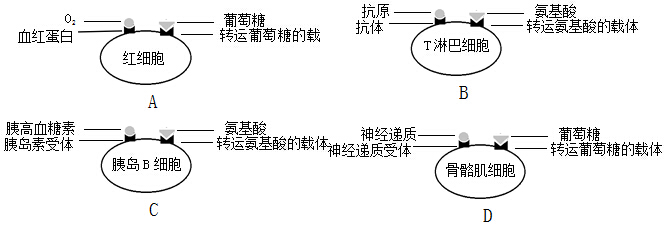 O₂
血红蛋白
葡萄糖
转运葡萄糖的载
红细胞
A
抗原
抗体
氨基酸
转运氨基酸的载体
T淋巴细胞
B
胰高血糖素
胰岛素受体
氨基酸
转运氨基酸的载体
胰岛B细胞
C
神经递质
神经递质受体
葡萄糖
转运葡萄糖的载体
骨骼肌细胞
D